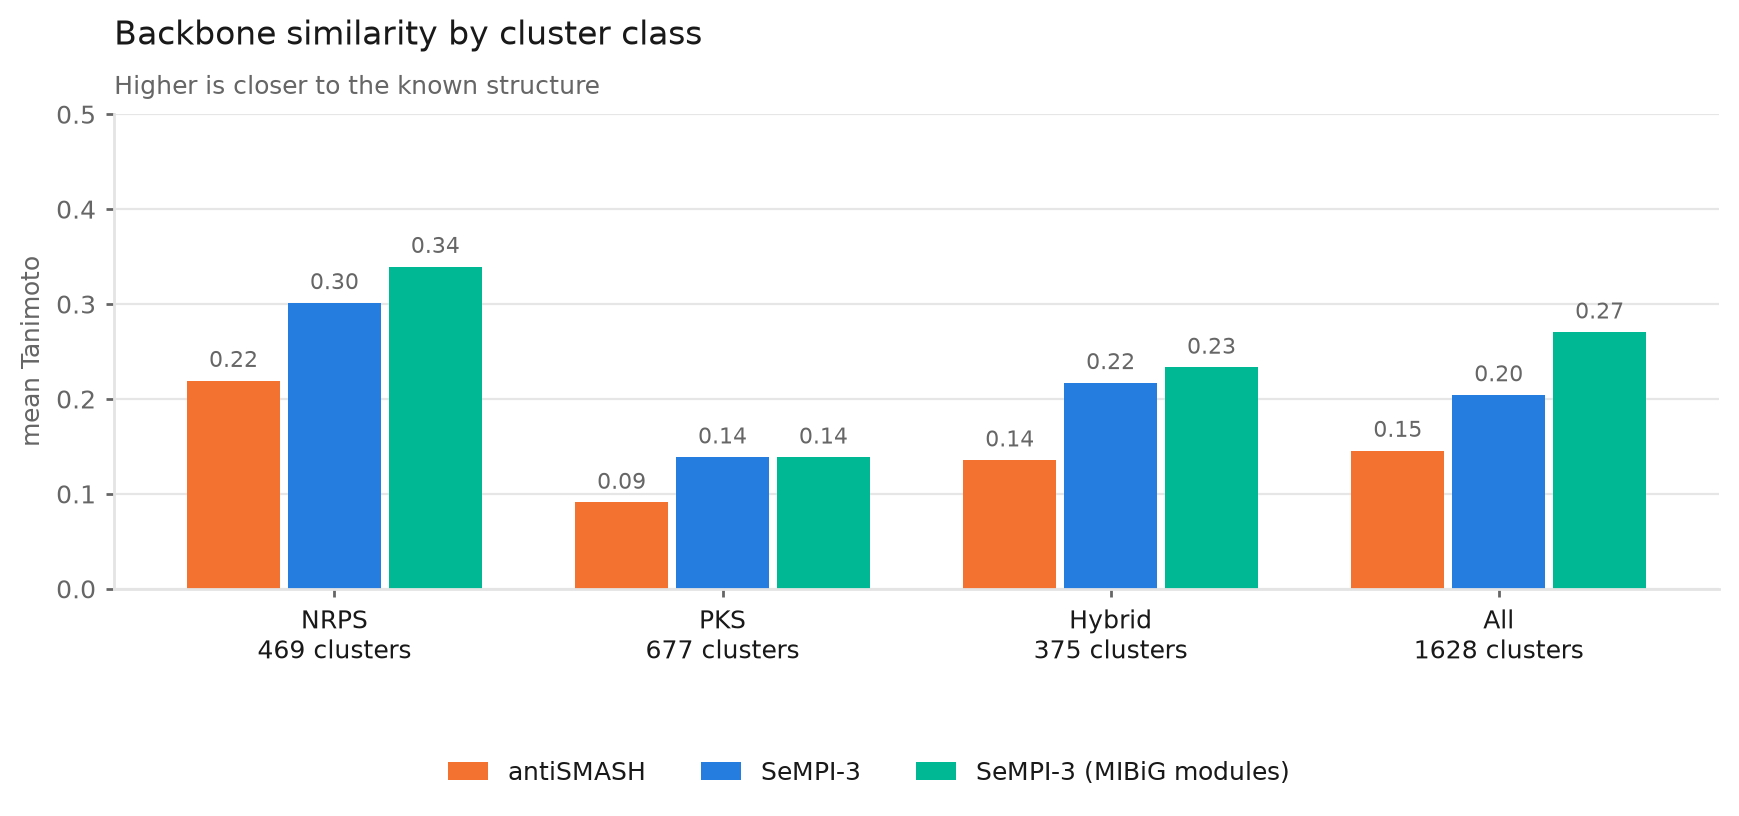 Backbone similarity by cluster class
Higher is closer to the known structure
mean Tanimoto
0.5
0.4
0.3
0.2
0.1
0.0
0.22
0.30
0.34
0.09
0.14
0.14
0.14
0.22
0.23
0.15
0.20
0.27
NRPS
469 clusters
PKS
677 clusters
Hybrid
375 clusters
All
1628 clusters
antiSMASH
SeMPI-3
SeMPI-3 (MIBiG modules)